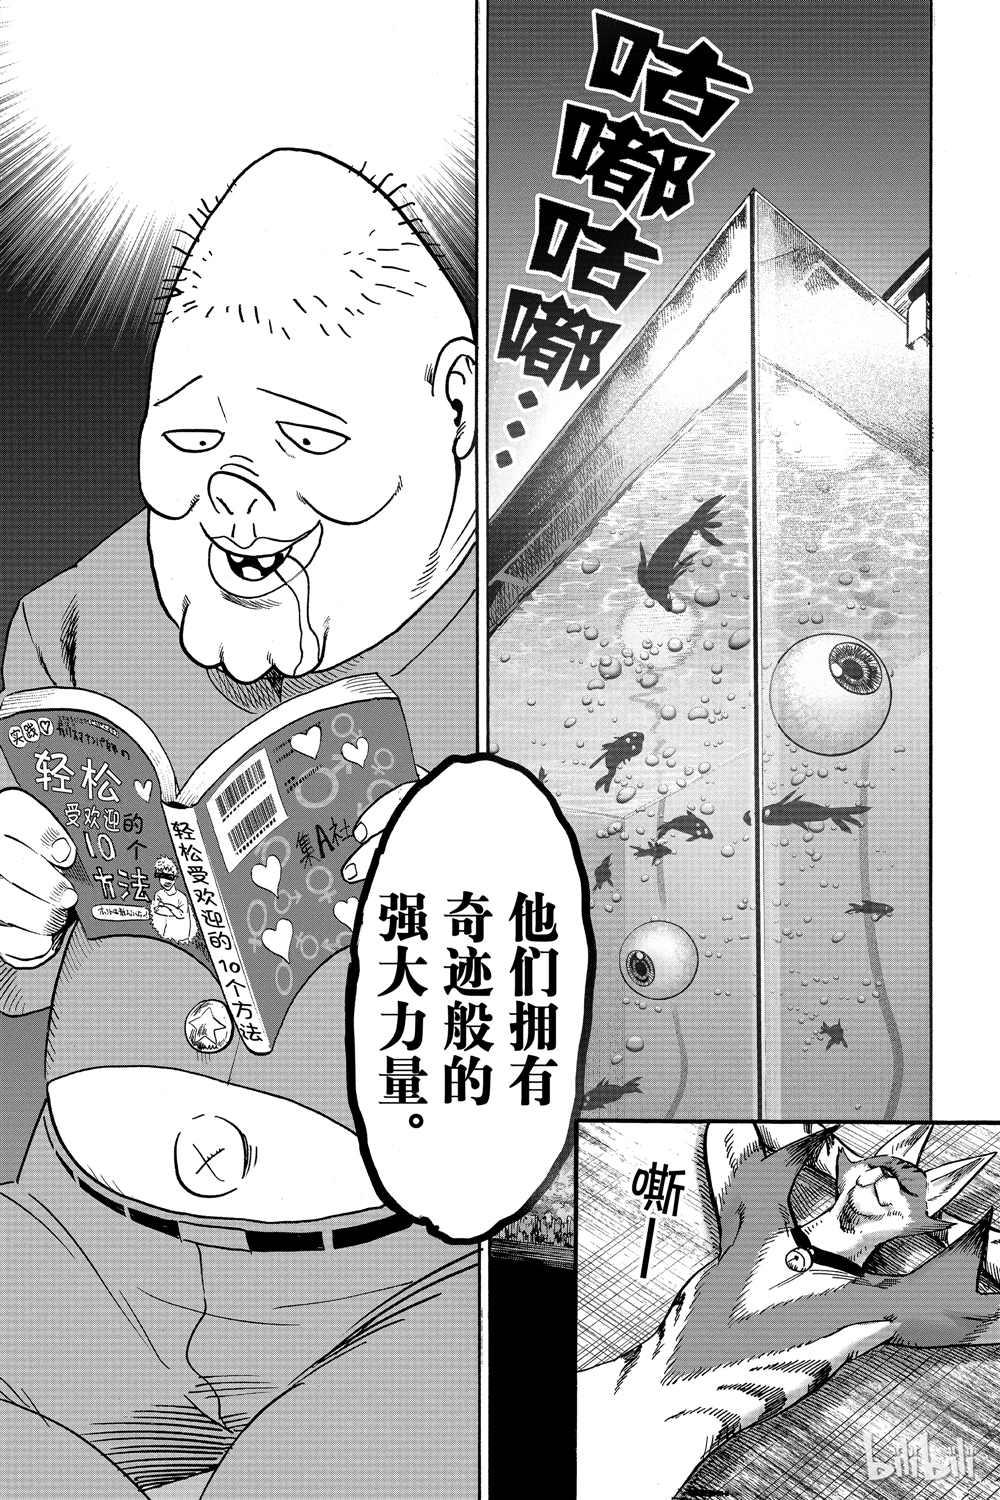 咕嘟咕嘟…
他们拥有
奇迹般的
强大力量。
实践♥
轻松
受欢迎的
10个
方法
轻松受欢迎的10个方法
集A社
嘶—
bilibili